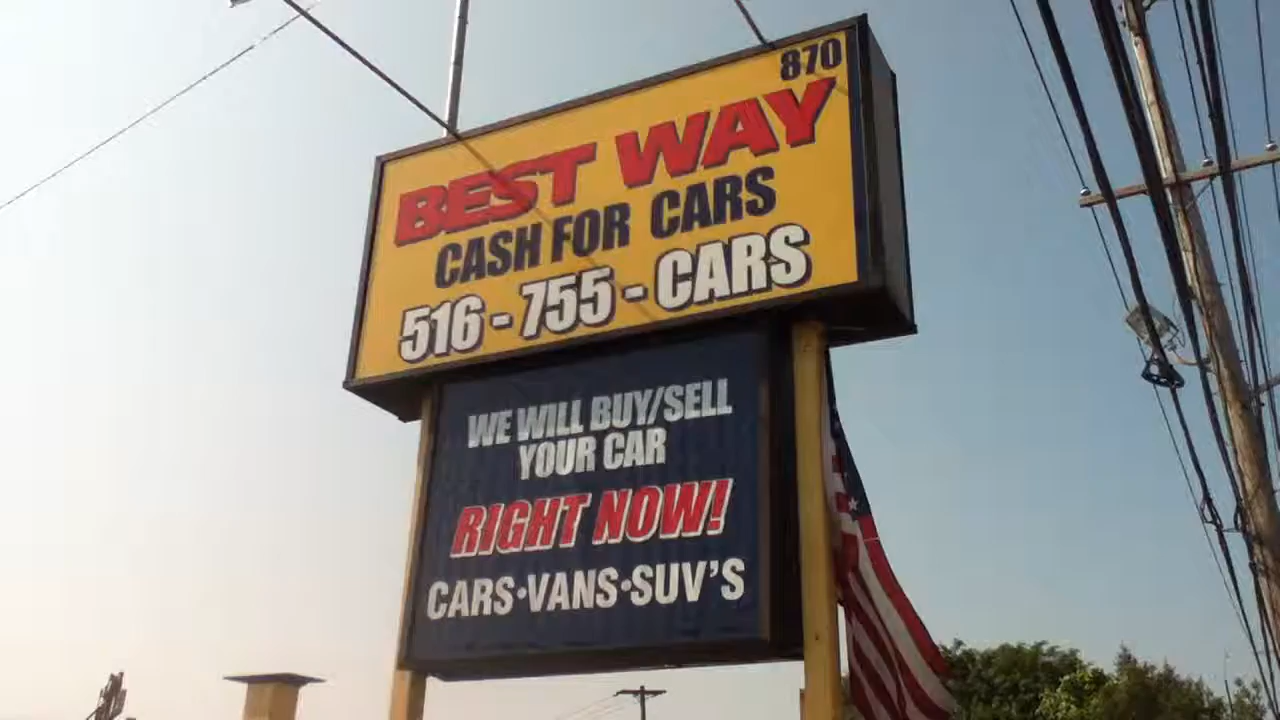 870
BEST WAY
CASH FOR CARS
516 - 755 - CARS
WE WILL BUY/SELL
YOUR CAR
RIGHT NOW!
CARS•VANS•SUV'S